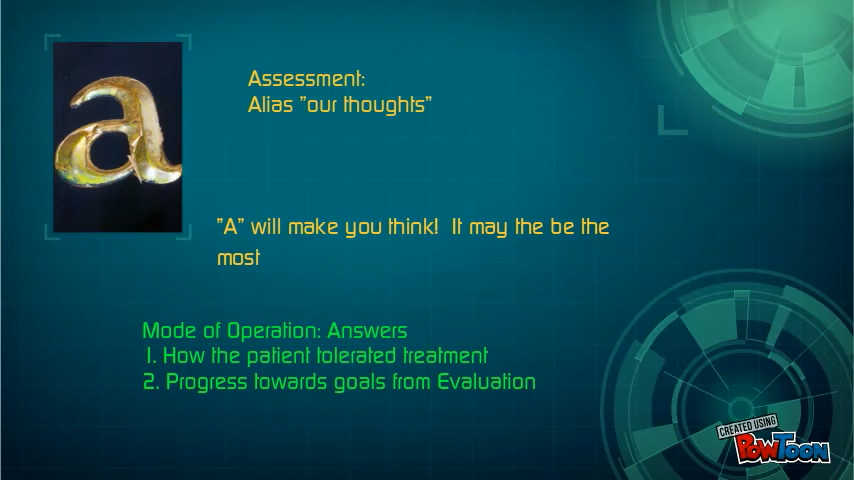 a
Assessment:
Alias "our thoughts"
"A" will make you think!  It may the be the
most
Mode of Operation: Answers
1. How the patient tolerated treatment
2. Progress towards goals from Evaluation
CREATED USING
POWTOON